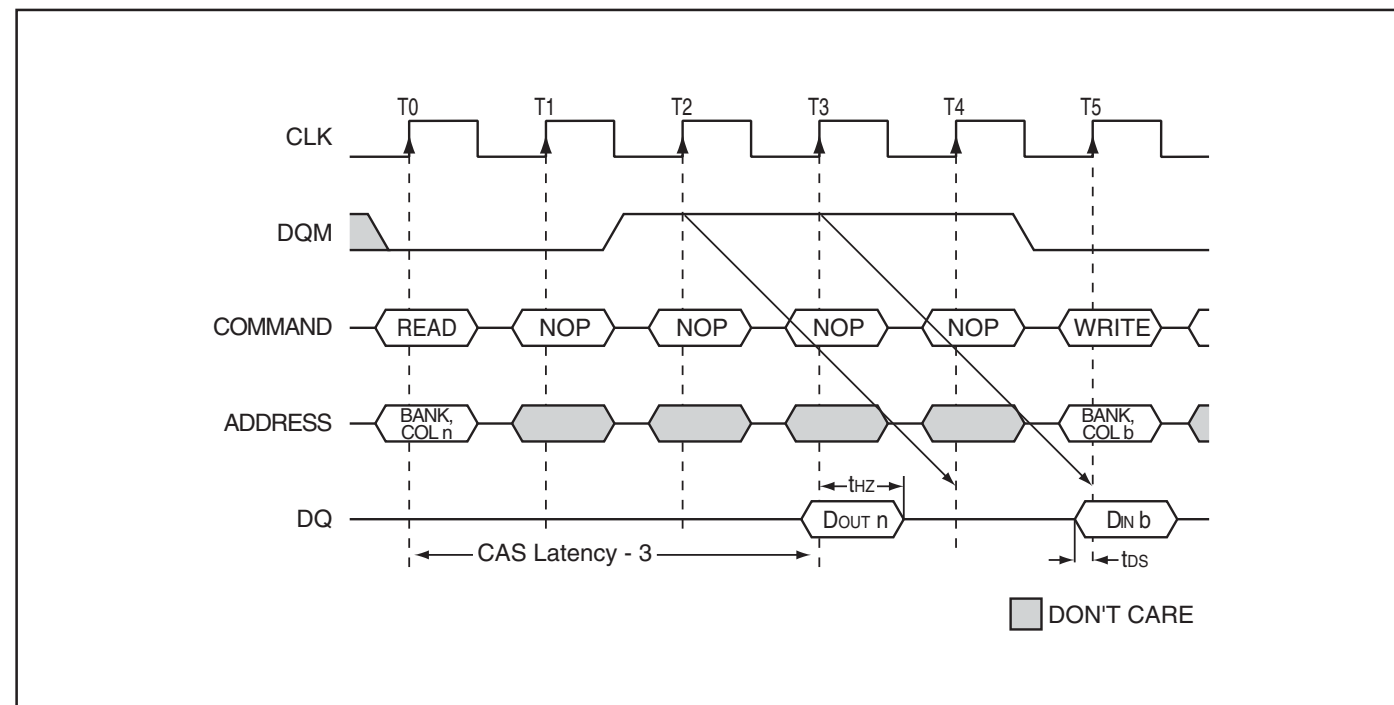 T0 T1 T2 T3 T4 T5
CLK
DQM
COMMAND READ NOP NOP NOP NOP WRITE
ADDRESS BANK, COL n BANK, COL b
tHZ
DQ DOUT n DIN b
CAS Latency - 3 tDS
DON'T CARE